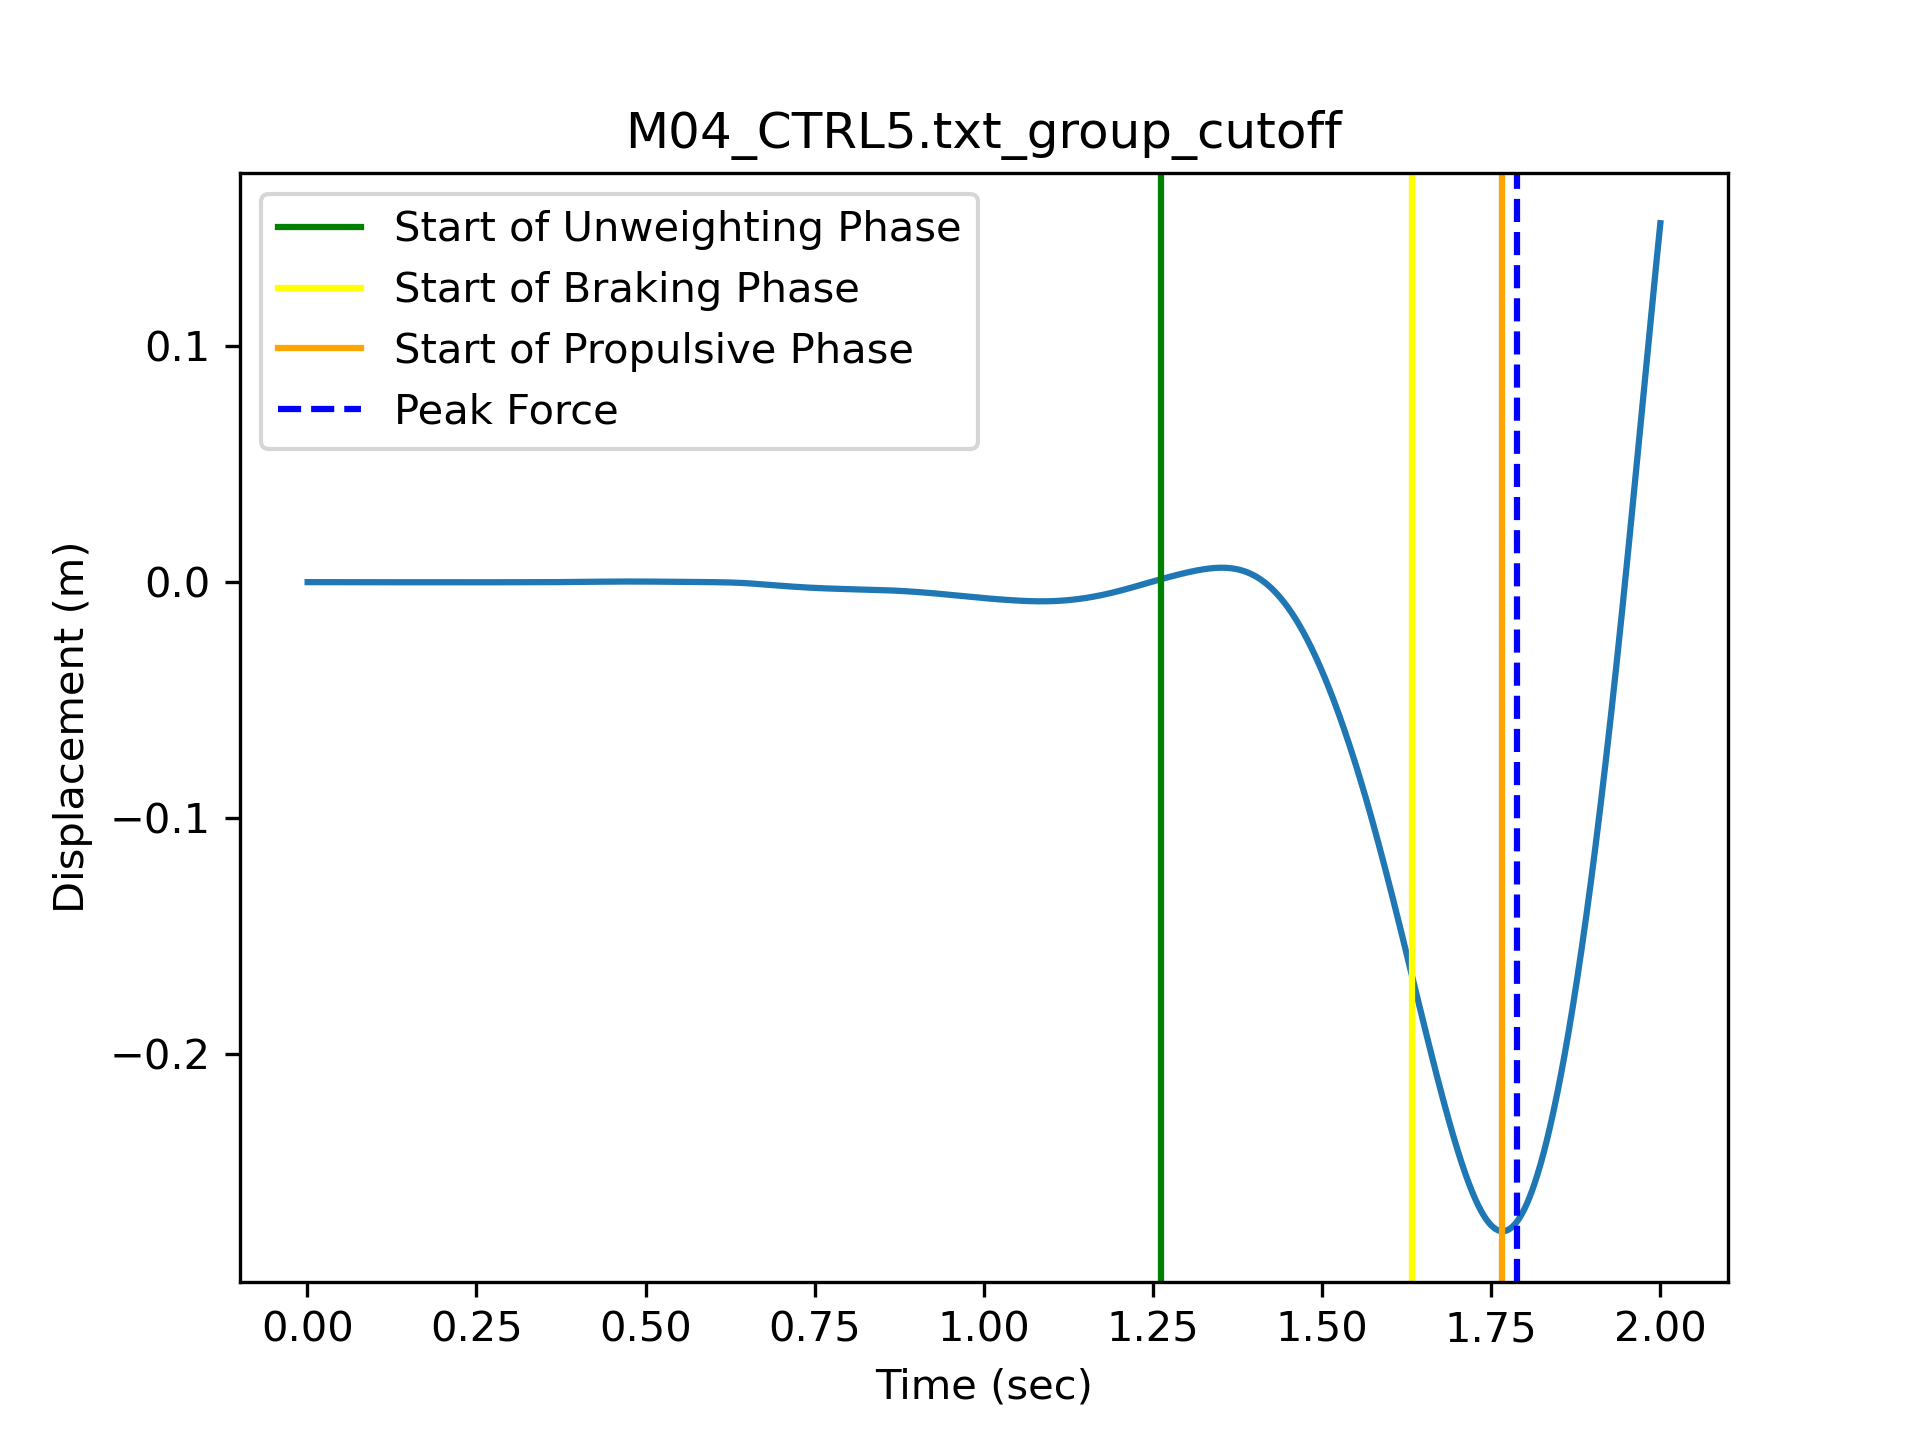 M04_CTRL5.txt_group_cutoff
Start of Unweighting Phase
Start of Braking Phase
Start of Propulsive Phase
Peak Force
Displacement (m)
0.1
0.0
−0.1
−0.2
0.00 0.25 0.50 0.75 1.00 1.25 1.50 1.75 2.00
Time (sec)